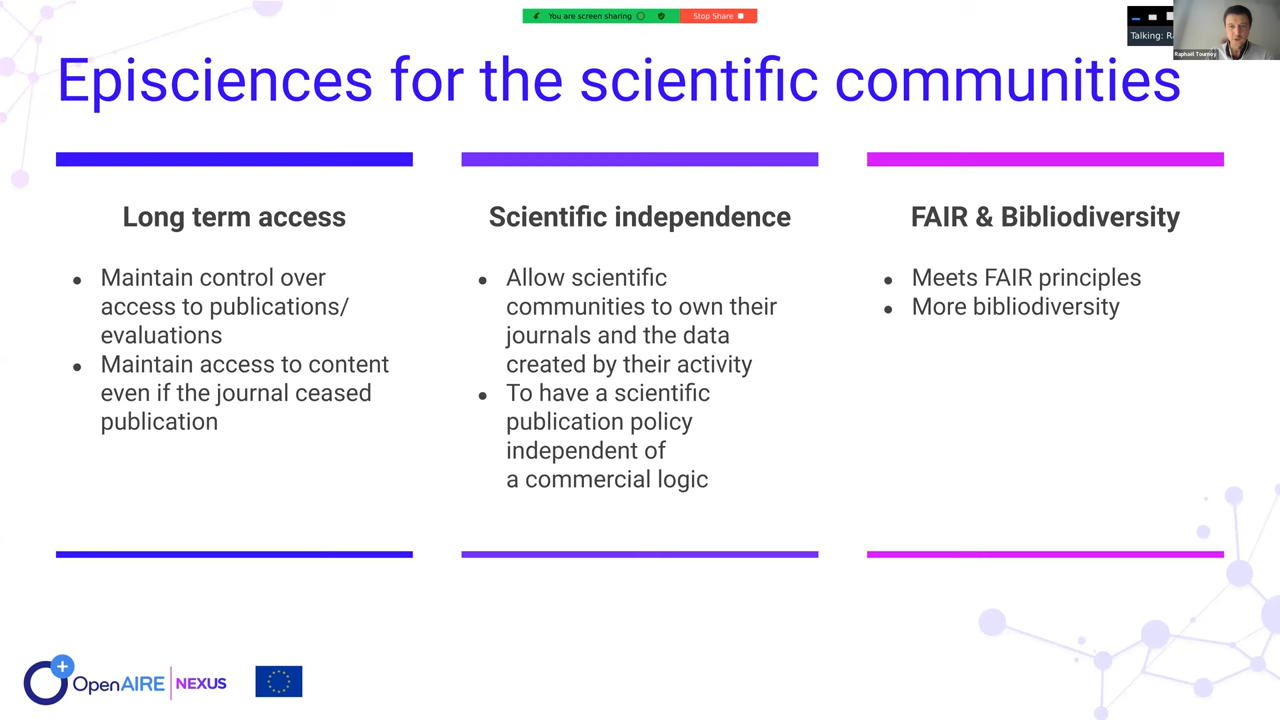 You are screen sharing
Stop Share
Talking: Ra
Raphaël Tournoy
Episciences for the scientific communities
Long term access
• Maintain control over
access to publications/
evaluations
• Maintain access to content
even if the journal ceased
publication
Scientific independence
• Allow scientific
communities to own their
journals and the data
created by their activity
• To have a scientific
publication policy
independent of
a commercial logic
FAIR & Bibliodiversity
• Meets FAIR principles
• More bibliodiversity
OpenAIRE NEXUS